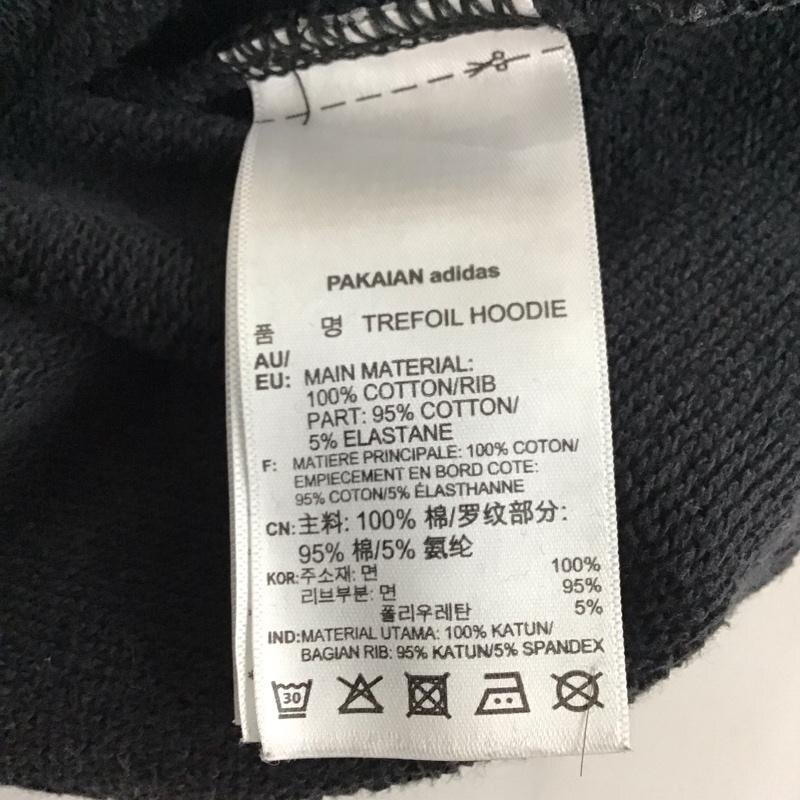 PAKAIAN adidas
품 명 TREFOIL HOODIE
AU/
EU: MAIN MATERIAL:
100% COTTON/RIB
PART: 95% COTTON/
5% ELASTANE
F: MATIERE PRINCIPALE: 100% COTON/
EMPIECEMENT EN BORD COTE:
95% COTON/5% ÉLASTHANNE
CN:主料: 100% 棉/罗纹部分:
95% 棉/5% 氨纶
KOR:주소재: 면 100%
리브부분: 면 95%
폴리우레탄 5%
IND:MATERIAL UTAMA: 100% KATUN/
BAGIAN RIB: 95% KATUN/5% SPANDEX
30